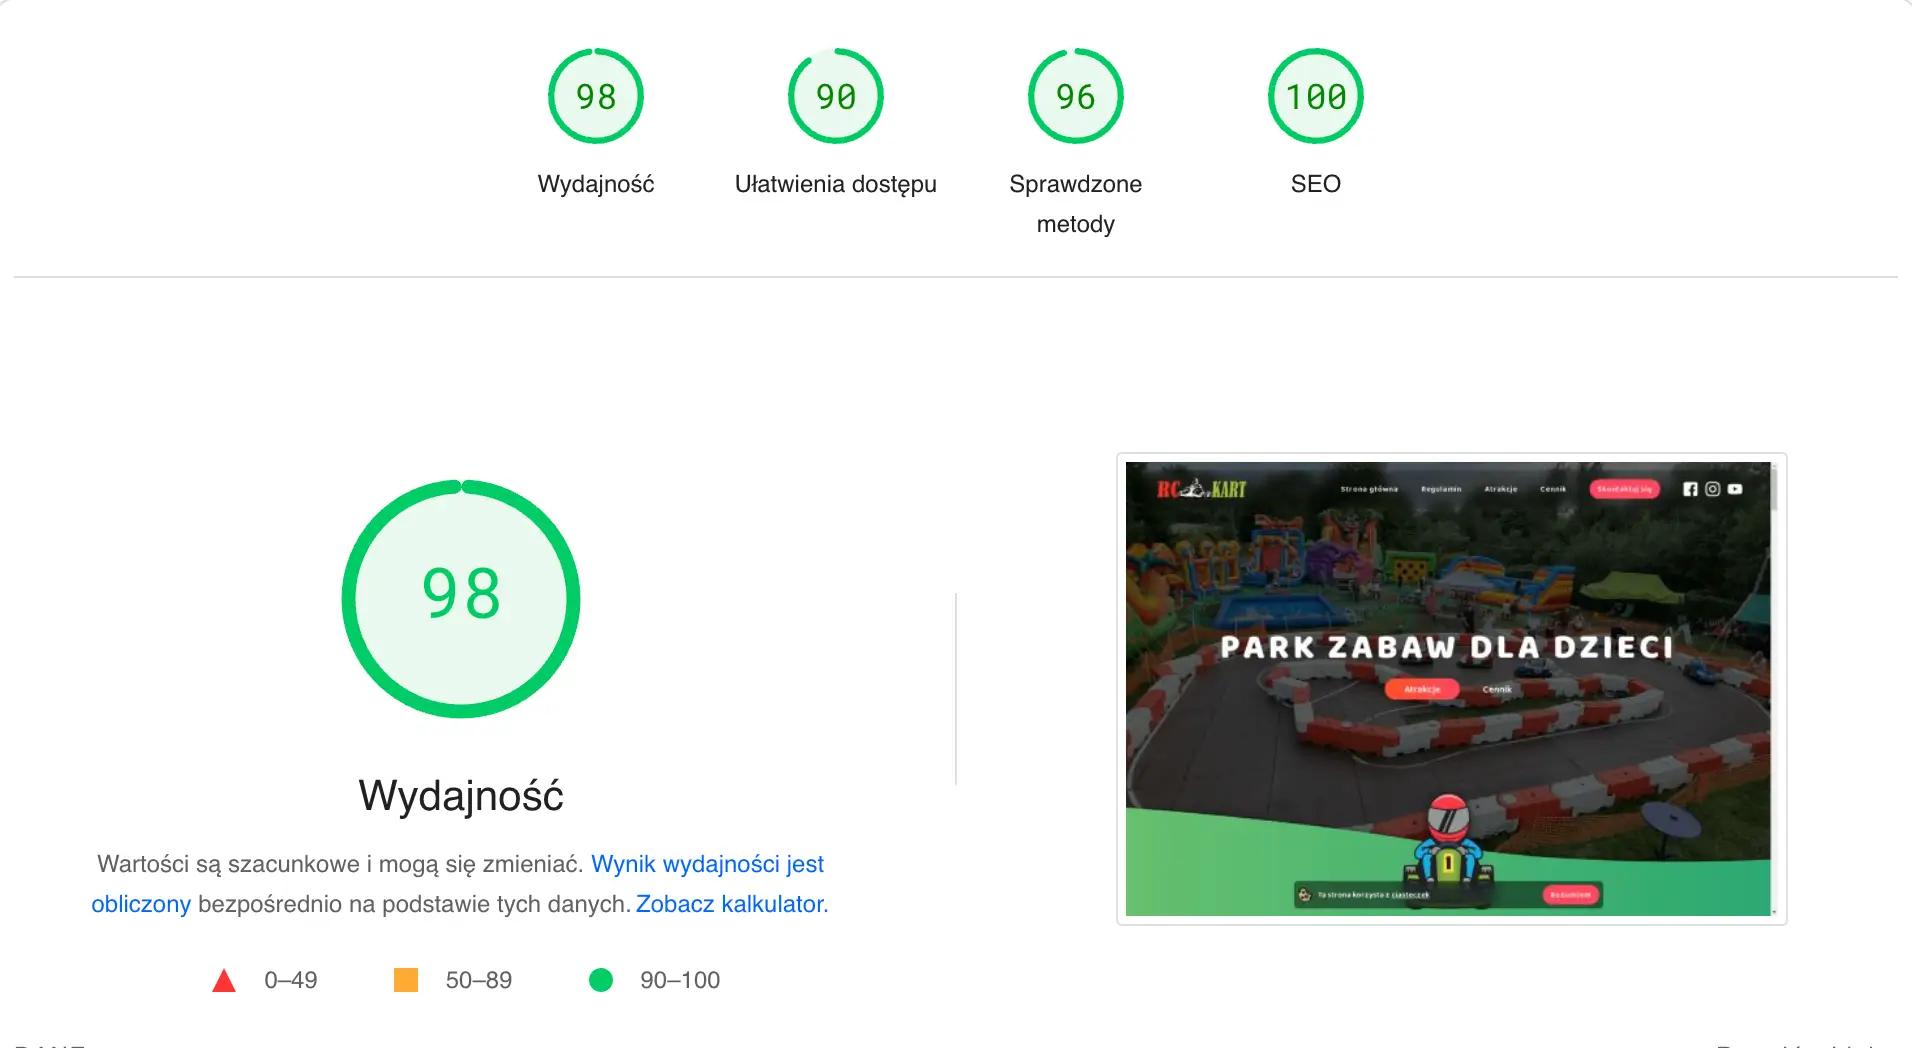 98
90
96
100
Wydajność
Ułatwienia dostępu
Sprawdzone
metody
SEO
98
Wydajność
Wartości są szacunkowe i mogą się zmieniać. Wynik wydajności jest
obliczony bezpośrednio na podstawie tych danych. Zobacz kalkulator.
0–49
50–89
90–100
RC KART
Strona główna
Regulamin
Atrakcje
Cennik
Skontaktuj się
PARK ZABAW DLA DZIECI
Atrakcje
Cennik
1
Ta strona korzysta z ciasteczek
Rozumiem